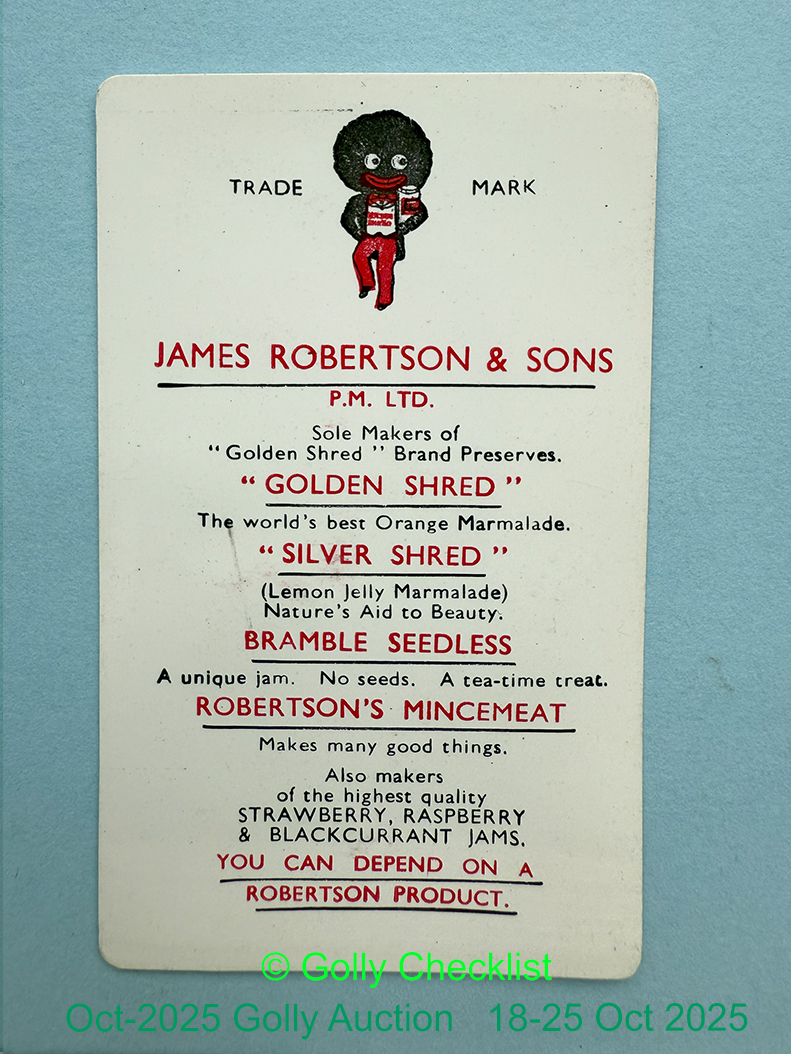 TRADE MARK
JAMES ROBERTSON & SONS
P.M. LTD.
Sole Makers of
"Golden Shred" Brand Preserves.
"GOLDEN SHRED"
The world's best Orange Marmalade.
"SILVER SHRED"
(Lemon Jelly Marmalade)
Nature's Aid to Beauty.
BRAMBLE SEEDLESS
A unique jam. No seeds. A tea-time treat.
ROBERTSON'S MINCEMEAT
Makes many good things.
Also makers
of the highest quality
STRAWBERRY, RASPBERRY
& BLACKCURRANT JAMS.
YOU CAN DEPEND ON A
ROBERTSON PRODUCT.
© Golly Checklist
Oct-2025 Golly Auction 18-25 Oct 2025